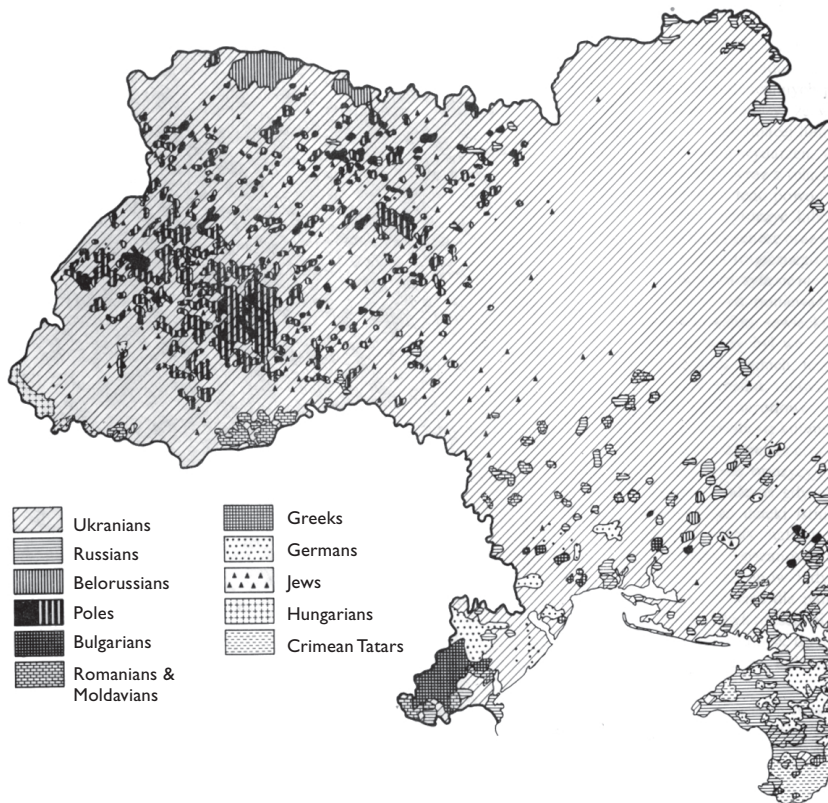 Ukranians
Russians
Belorussians
Poles
Bulgarians
Romanians &
Moldavians
Greeks
Germans
Jews
Hungarians
Crimean Tatars